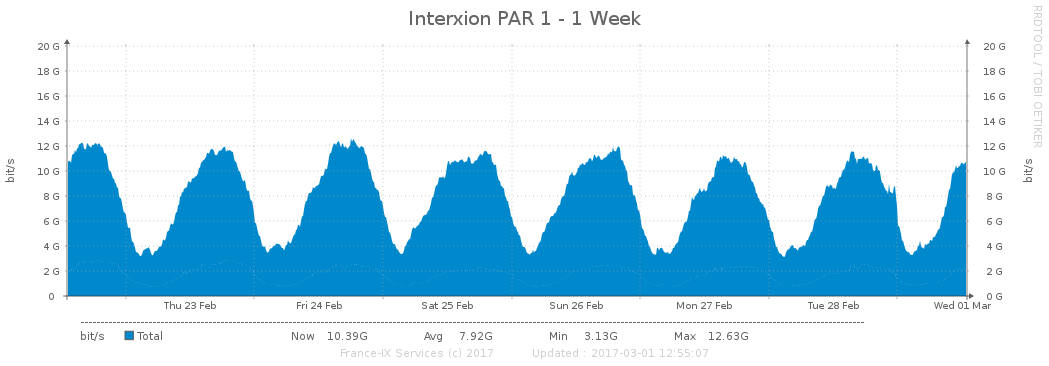 Interxion PAR 1 - 1 Week
RRDTOOL / TOBI OETIKER
bit/s
20 G 20 G
18 G 18 G
16 G 16 G
14 G 14 G
12 G 12 G
10 G 10 G
8 G 8 G
6 G 6 G
4 G 4 G
2 G 2 G
0 0 G
bit/s
Thu 23 Feb Fri 24 Feb Sat 25 Feb Sun 26 Feb Mon 27 Feb Tue 28 Feb Wed 01 Mar
bit/s Total Now 10.39G Avg 7.92G Min 3.13G Max 12.63G
France-IX Services (c) 2017 Updated : 2017-03-01 12:55:07